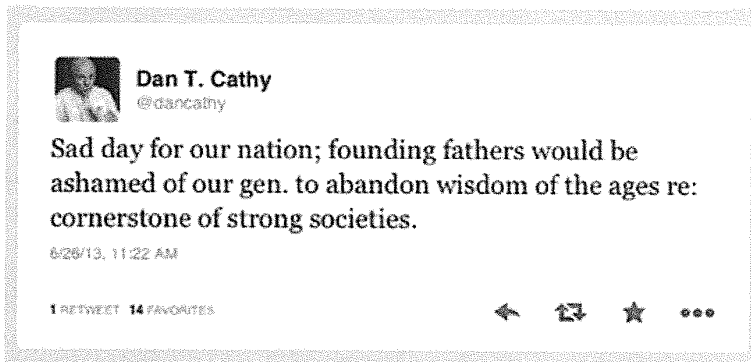 Dan T. Cathy
@dancathy
Sad day for our nation; founding fathers would be
ashamed of our gen. to abandon wisdom of the ages re:
cornerstone of strong societies.
6/26/13, 11:22 AM
1 RETWEET 14 FAVORITES